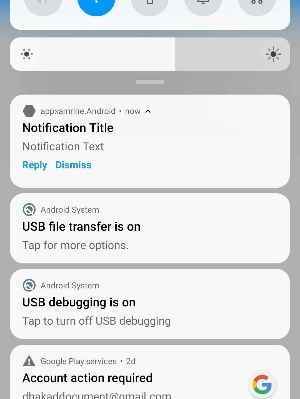 appxamrine.Android • now
Notification Title
Notification Text
Reply Dismiss
Android System
USB file transfer is on
Tap for more options.
Android System
USB debugging is on
Tap to turn off USB debugging
Google Play services • 2d
Account action required
dhakaddocument@gmail.com